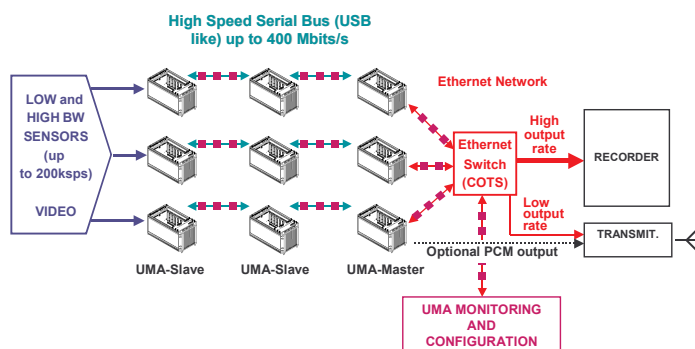 High Speed Serial Bus (USB
like) up to 400 Mbits/s
Ethernet Network
LOW and
HIGH BW
SENSORS
(up
to 200ksps)
VIDEO
Ethernet
Switch
(COTS)
High
output
rate
RECORDER
Low
output
rate
TRANSMIT.
Optional PCM output
UMA-Slave
UMA-Slave
UMA-Master
UMA MONITORING
AND
CONFIGURATION